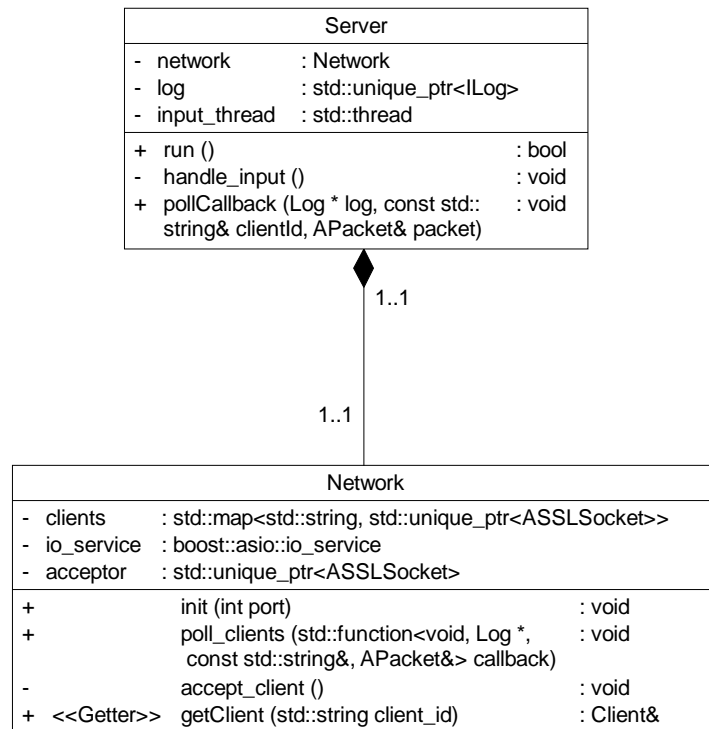 Server
- network : Network
- log : std::unique_ptr<ILog>
- input_thread : std::thread
+ run () : bool
- handle_input () : void
+ pollCallback (Log * log, const std:: : void
string& clientId, APacket& packet)
1..1
1..1
Network
- clients : std::map<std::string, std::unique_ptr<ASSLSocket>>
- io_service : boost::asio::io_service
- acceptor : std::unique_ptr<ASSLSocket>
+ init (int port) : void
+ poll_clients (std::function<void, Log *, : void
const std::string&, APacket&> callback)
- accept_client () : void
+ <<Getter>> getClient (std::string client_id) : Client&